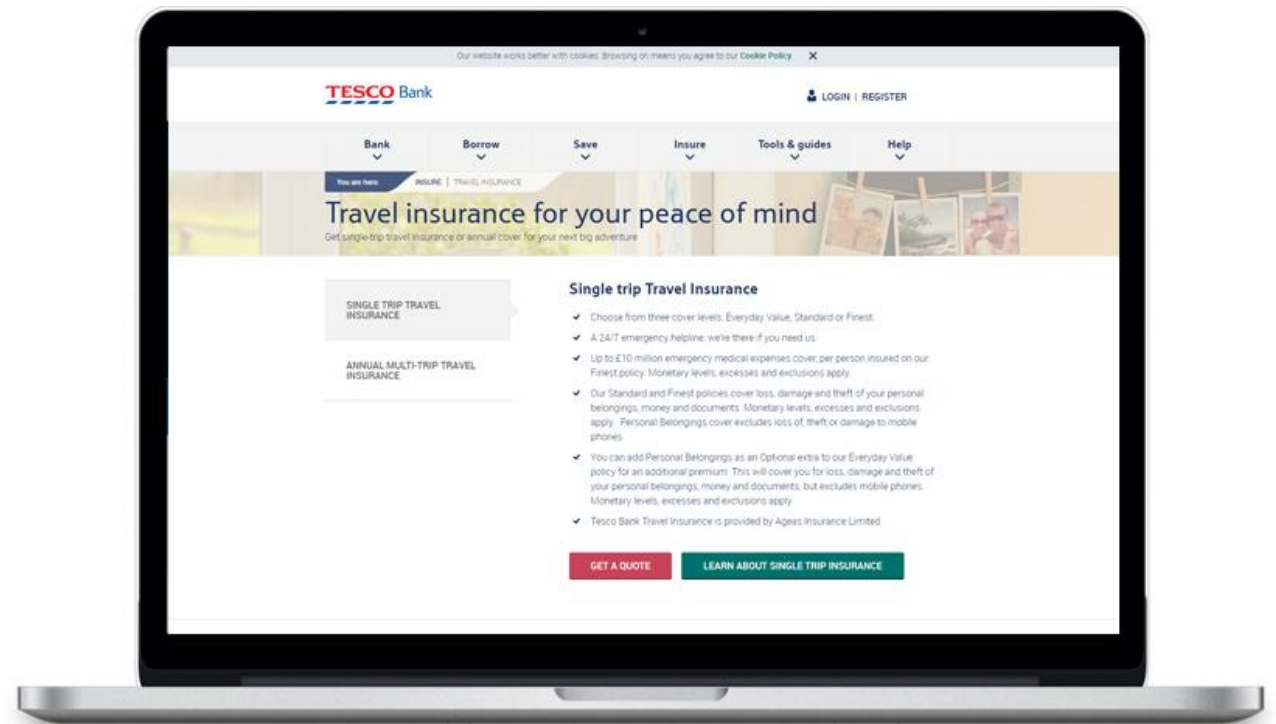 Our website works better with cookies. Browsing on means you agree to our Cookie Policy X
TESCO Bank
LOGIN | REGISTER
Bank Borrow Save Insure Tools & guides Help
You are here: INSURE | TRAVEL INSURANCE
Travel insurance for your peace of mind
Get single-trip travel insurance or annual cover for your next big adventure
SINGLE TRIP TRAVEL
INSURANCE
ANNUAL MULTI-TRIP TRAVEL
INSURANCE
Single trip Travel Insurance
Choose from three cover levels: Everyday Value, Standard or Finest.
A 24/7 emergency helpline: we're there if you need us
Up to £10 million emergency medical expenses cover, per person insured on our
Finest policy. Monetary levels, excesses and exclusions apply.
Our Standard and Finest policies cover loss, damage and theft of your personal
belongings, money and documents. Monetary levels, excesses and exclusions
apply. Personal Belongings cover excludes loss of, theft or damage to mobile
phones.
You can add Personal Belongings as an Optional extra to our Everyday Value
policy for an additional premium. This will cover you for loss, damage and theft of
your personal belongings, money and documents, but excludes mobile phones.
Monetary levels, excesses and exclusions apply.
Tesco Bank Travel Insurance is provided by Ageas Insurance Limited.
GET A QUOTE
LEARN ABOUT SINGLE TRIP INSURANCE